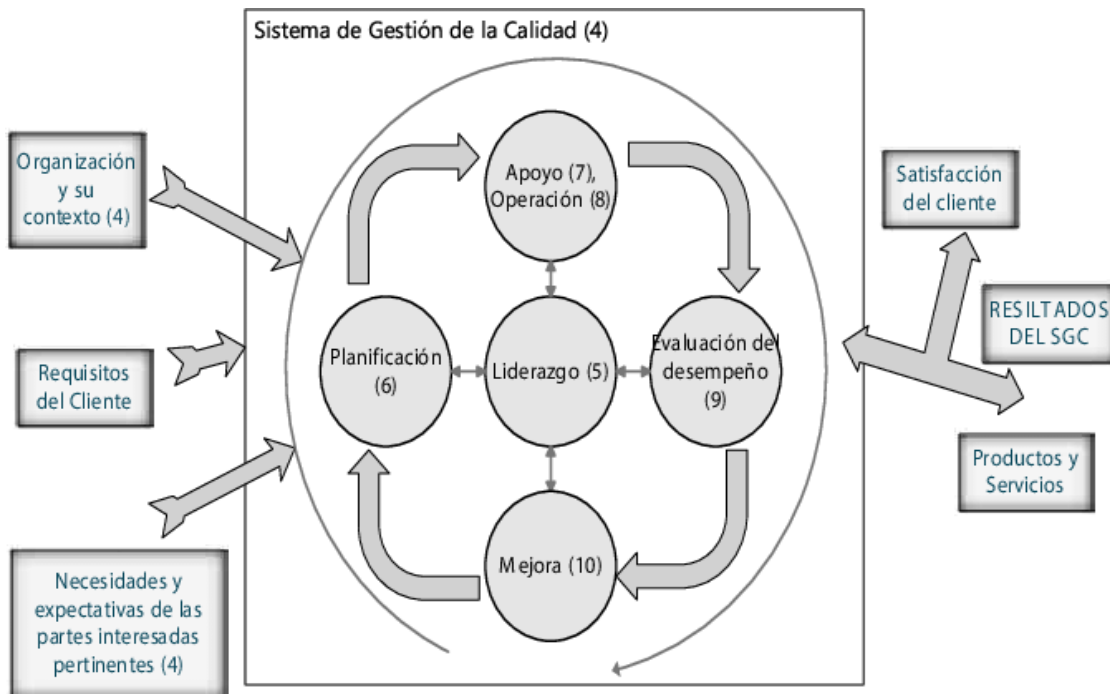 Sistema de Gestión de la Calidad (4)
Organización
y su
contexto (4)
Requisitos
del Cliente
Necesidades y
expectativas de las
partes interesadas
pertinentes (4)
Apoyo (7),
Operación (8)
Planificación
(6)
Liderazgo (5)
Evaluación del
desempeño
(9)
Mejora (10)
Satisfacción
del cliente
RESILTADOS
DEL SGC
Productos y
Servicios